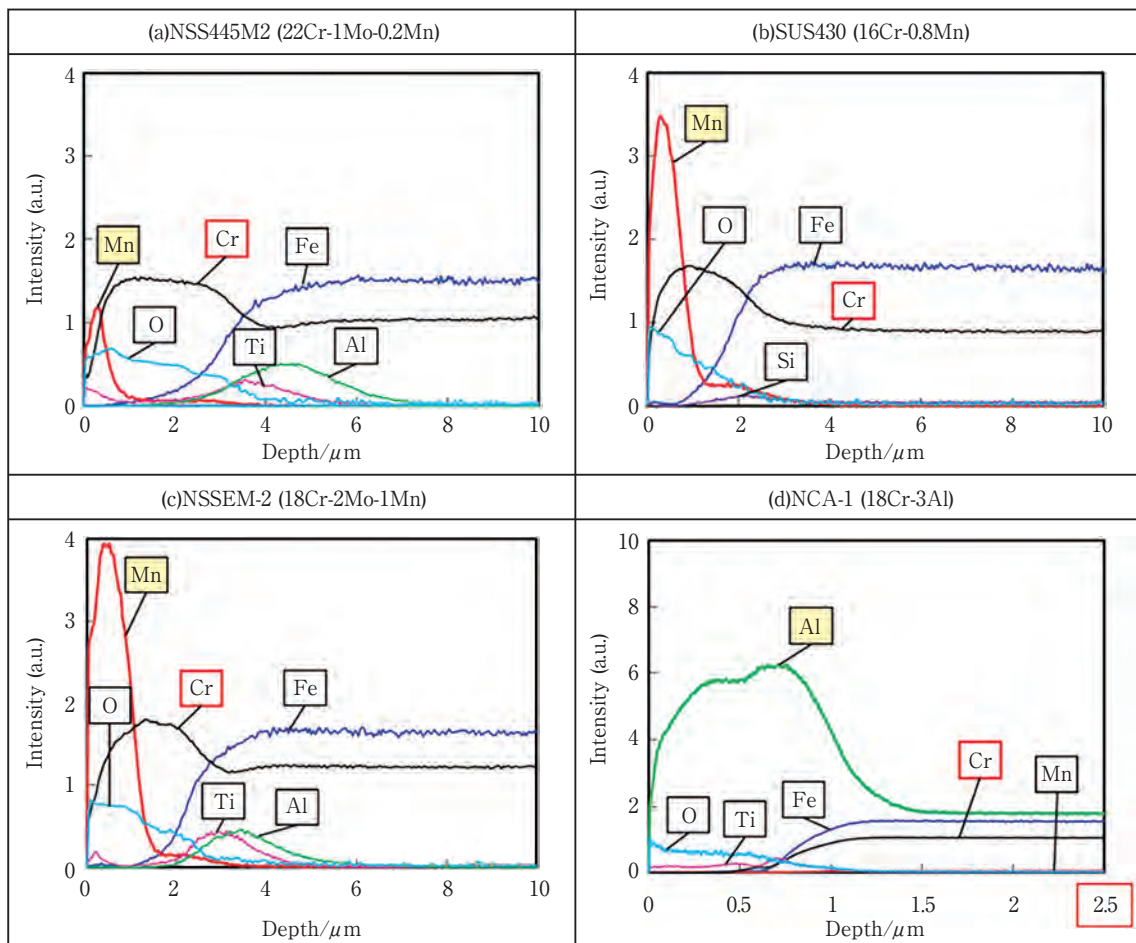 (a)NSS445M2 (22Cr-1Mo-0.2Mn)
(b)SUS430 (16Cr-0.8Mn)
4
3
2
1
0
Intensity (a.u.)
Mn
Cr
Fe
O
Ti
Al
0 2 4 6 8 10
Depth/μm
4
3
2
1
0
Intensity (a.u.)
Mn
O
Fe
Cr
Si
0 2 4 6 8 10
Depth/μm
(c)NSSEM-2 (18Cr-2Mo-1Mn)
(d)NCA-1 (18Cr-3Al)
4
3
2
1
0
Intensity (a.u.)
Mn
O
Cr
Fe
Ti
Al
0 2 4 6 8 10
Depth/μm
10
8
6
4
2
0
Intensity (a.u.)
Al
Cr
Mn
Fe
O
Ti
0 0.5 1 1.5 2 2.5
Depth/μm